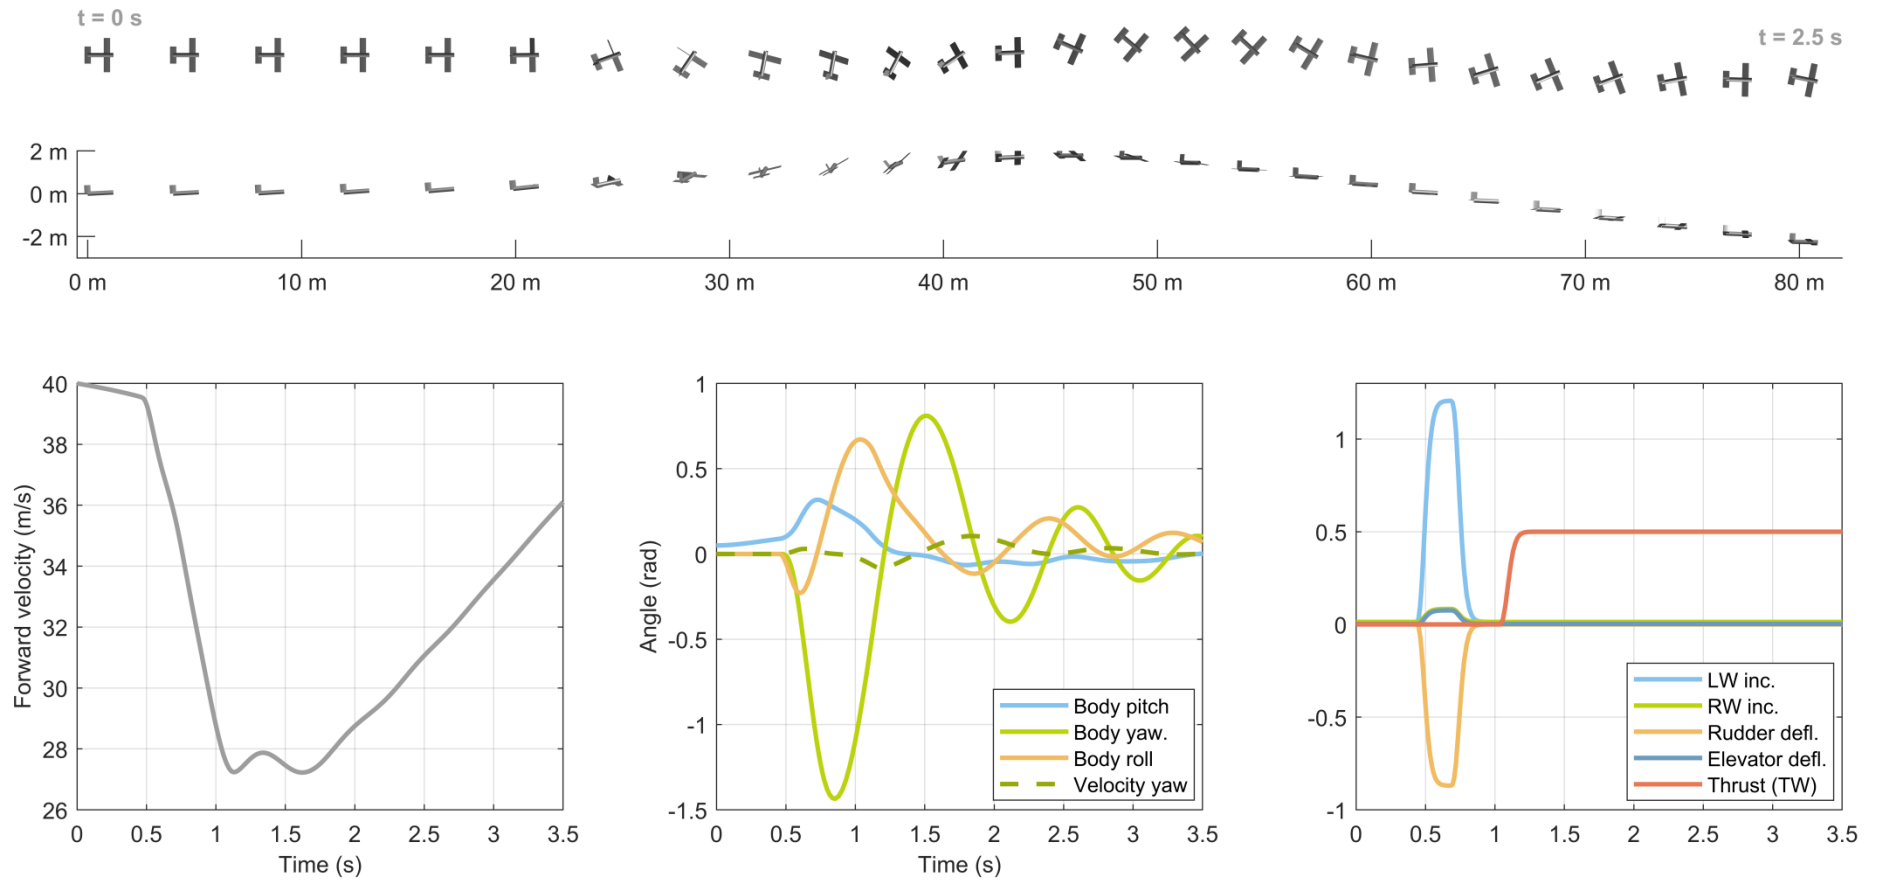 t = 0 s
t = 2.5 s
2 m
0 m
-2 m
0 m
10 m
20 m
30 m
40 m
50 m
60 m
70 m
80 m
40
38
36
34
32
30
28
26
Forward velocity (m/s)
0
0.5
1
1.5
2
2.5
3
3.5
Time (s)
1
0.5
0
-0.5
-1
-1.5
Angle (rad)
Body pitch
Body yaw.
Body roll
Velocity yaw
0
0.5
1
1.5
2
2.5
3
3.5
Time (s)
1
0.5
0
-0.5
-1
LW inc.
RW inc.
Rudder defl.
Elevator defl.
Thrust (TW)
0
0.5
1
1.5
2
2.5
3
3.5